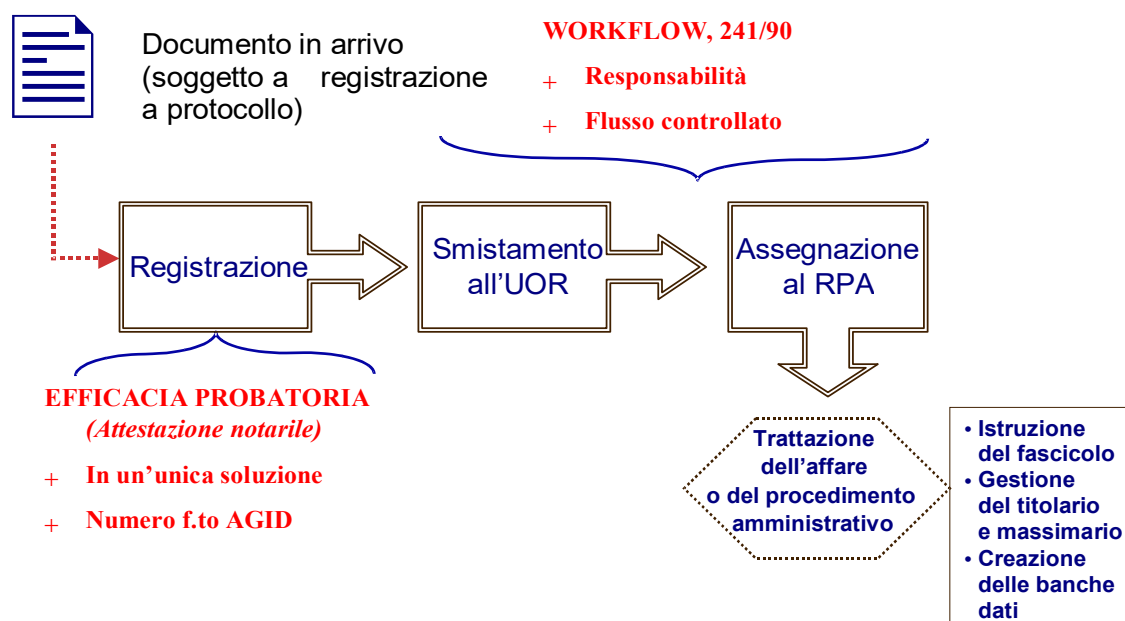 Documento in arrivo
(soggetto a registrazione
a protocollo)
WORKFLOW, 241/90
+ Responsabilità
+ Flusso controllato
Registrazione
Smistamento
all’UOR
Assegnazione
al RPA
EFFICACIA PROBATORIA
(Attestazione notarile)
+ In un’unica soluzione
+ Numero f.to AGID
Trattazione
dell’affare
o del procedimento
amministrativo
• Istruzione
del fascicolo
• Gestione
del titolario
e massimario
• Creazione
delle banche
dati